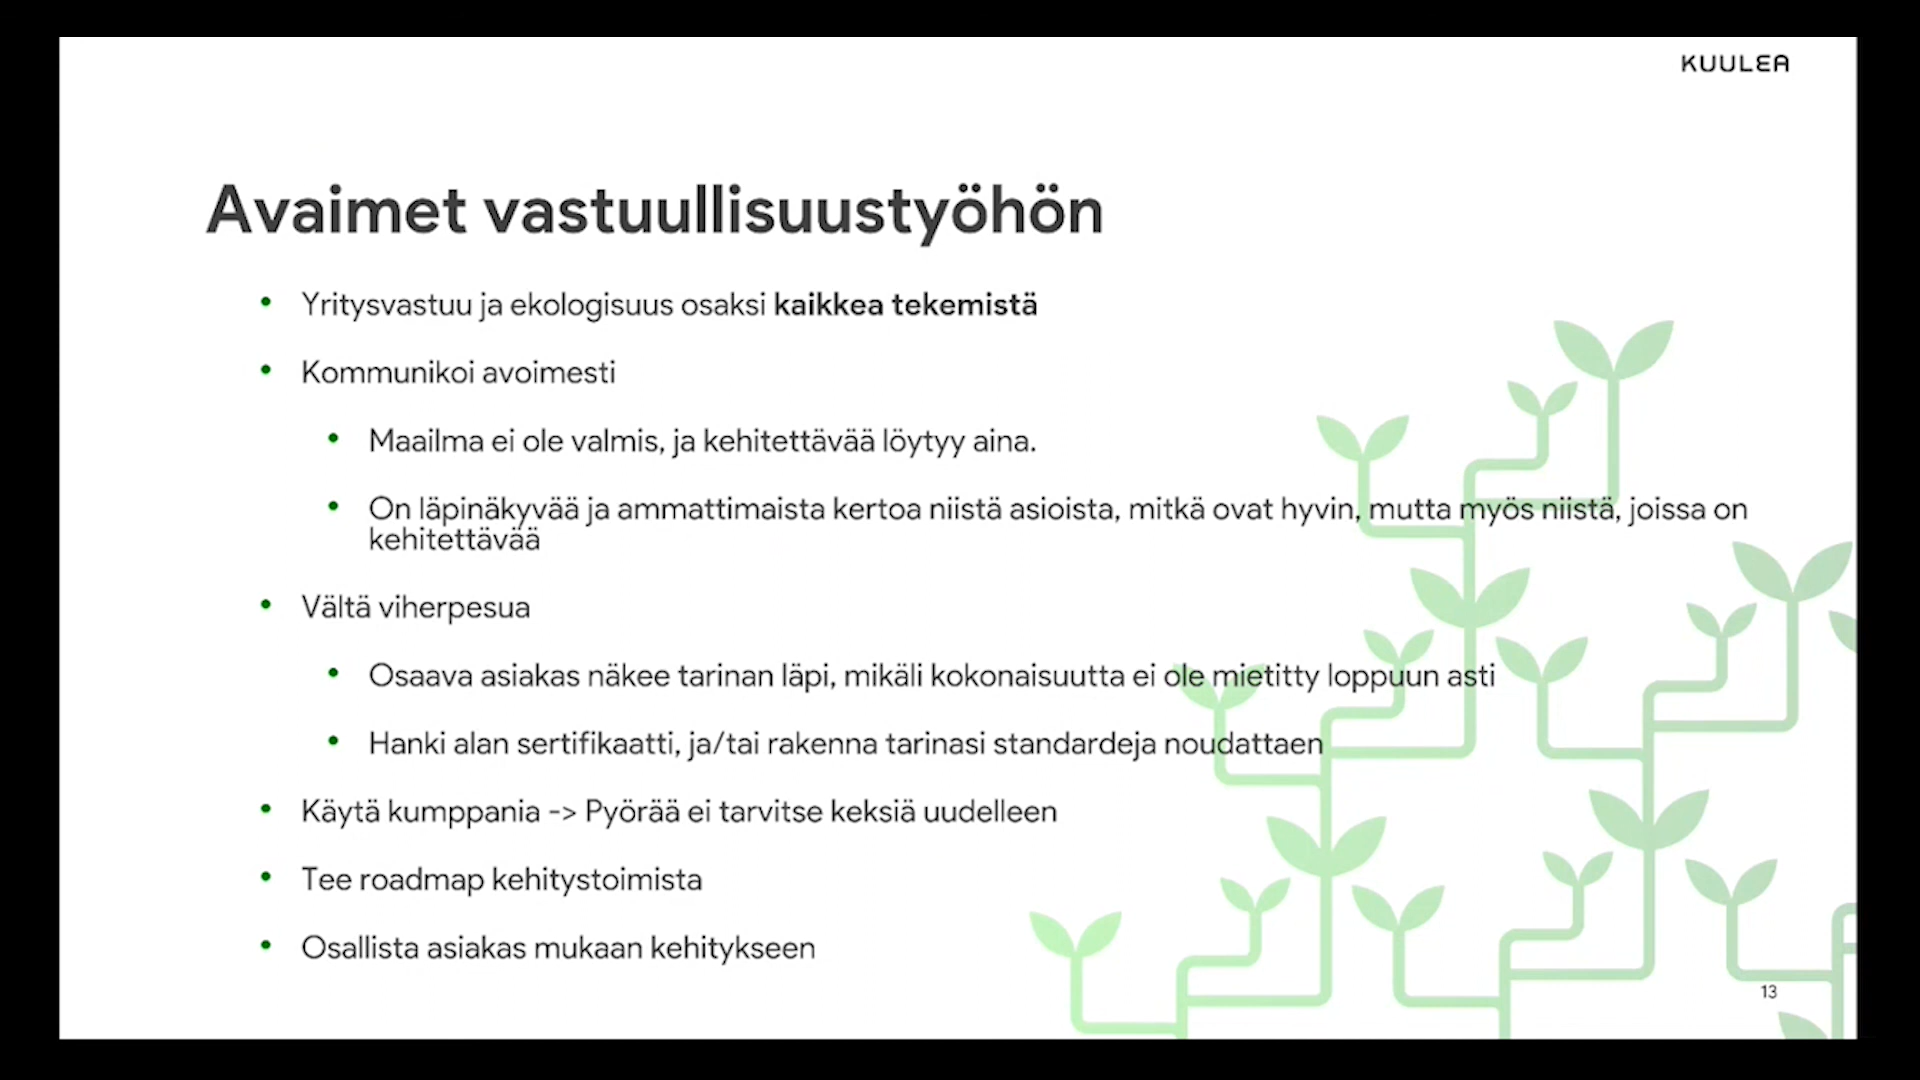 KUULEA
Avaimet vastuullisuustyöhön
• Yritysvastuu ja ekologisuus osaksi kaikkea tekemistä
• Kommunikoi avoimesti
• Maailma ei ole valmis, ja kehitettävää löytyy aina.
• On läpinäkyvää ja ammattimaista kertoa niistä asioista, mitkä ovat hyvin, mutta myös niistä, joissa on
kehitettävää
• Vältä viherpesua
• Osaava asiakas näkee tarinan läpi, mikäli kokonaisuutta ei ole mietitty loppuun asti
• Hanki alan sertifikaatti, ja/tai rakenna tarinasi standardeja noudattaen
• Käytä kumppania -> Pyörää ei tarvitse keksiä uudelleen
• Tee roadmap kehitystoimista
• Osallista asiakas mukaan kehitykseen
13